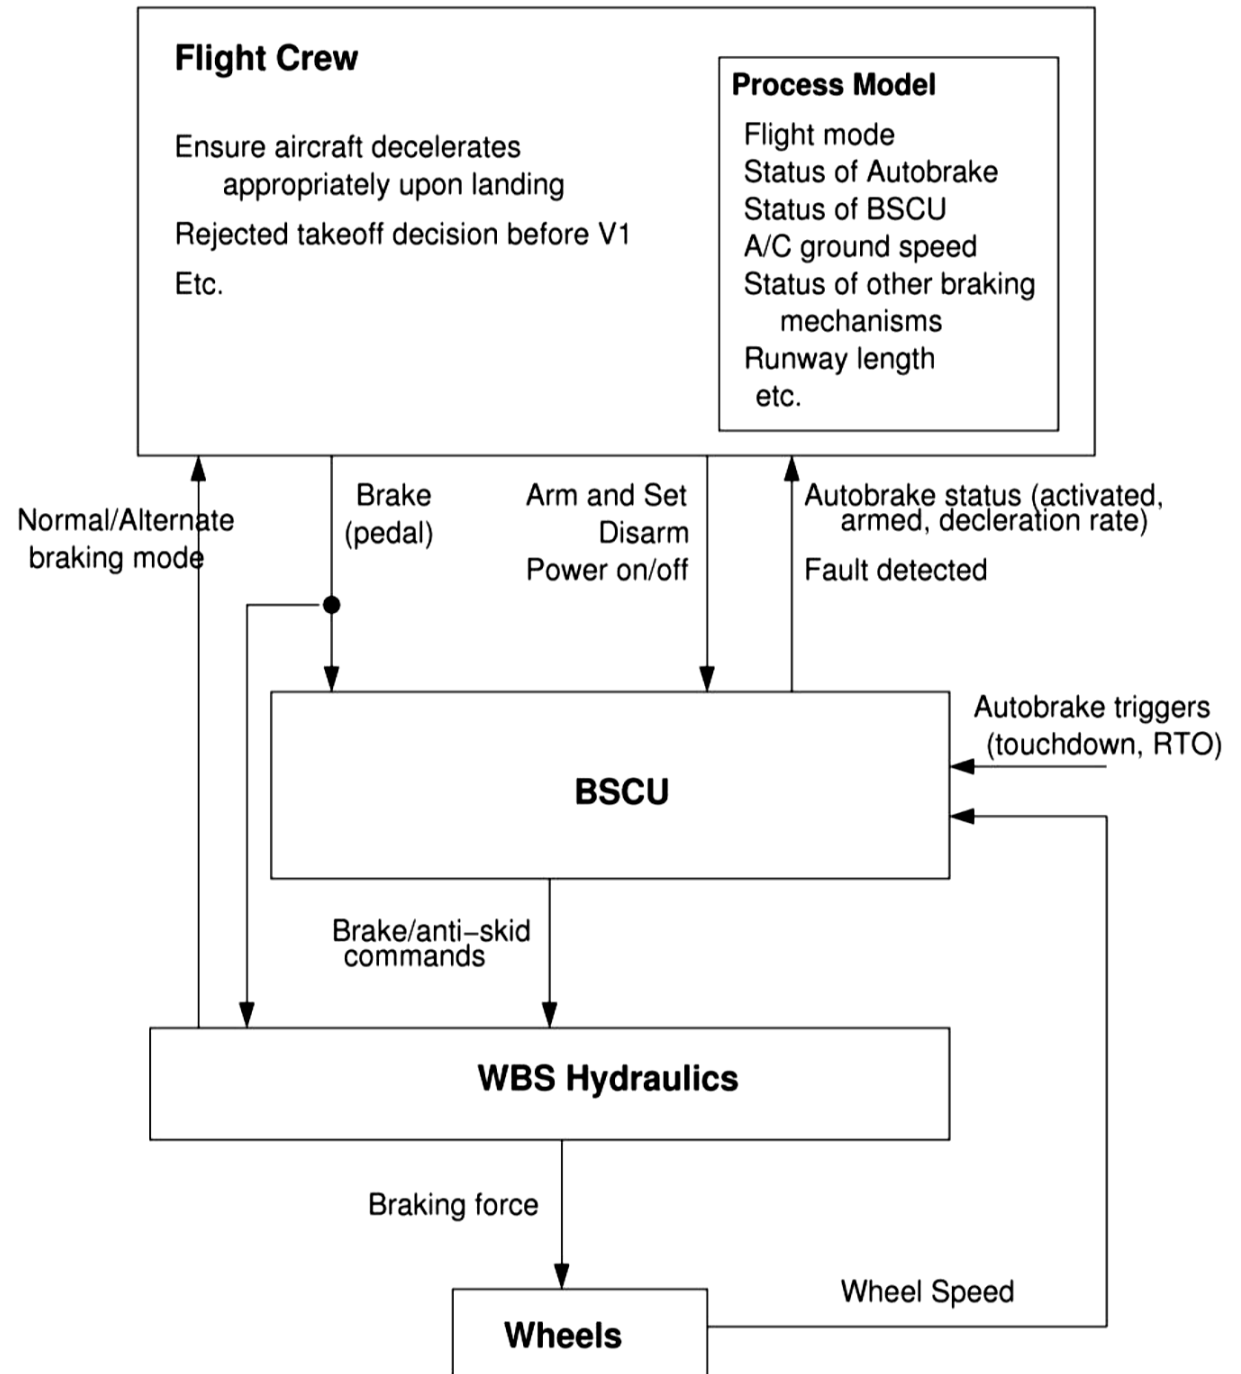 Flight Crew
Ensure aircraft decelerates
appropriately upon landing
Rejected takeoff decision before V1
Etc.
Process Model
Flight mode
Status of Autobrake
Status of BSCU
A/C ground speed
Status of other braking
mechanisms
Runway length
etc.
Normal/Alternate
braking mode
Brake
(pedal)
Arm and Set
Disarm
Power on/off
Autobrake status (activated,
armed, decleration rate)
Fault detected
Autobrake triggers
(touchdown, RTO)
BSCU
Brake/anti–skid
commands
WBS Hydraulics
Braking force
Wheel Speed
Wheels